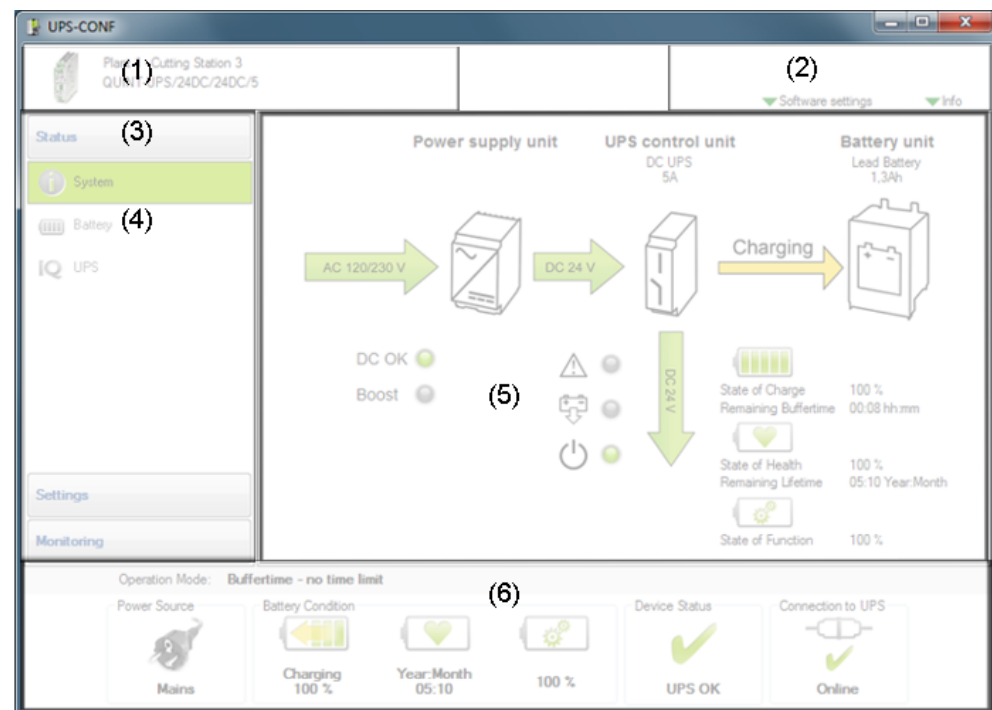 UPS-CONF
Cutting Station 3
UPS/24DC/24DC/5
(1)
(2)
Software settings
Info
Status
(3)
System
Battery
(4)
IQ UPS
Settings
Monitoring
Power supply unit
UPS control unit
DC UPS
5A
Battery unit
Lead Battery
1,3Ah
AC 120/230 V
DC 24 V
Charging
DC OK
Boost
(5)
DC 24 V
State of Charge 100 %
Remaining Buffertime 00:08 hh:mm
State of Health 100 %
Remaining Lifetime 05:10 Year:Month
State of Function 100 %
Operation Mode: Buffertime - no time limit
(6)
Power Source
Mains
Battery Condition
Charging
100 %
Year:Month
05:10
100 %
Device Status
UPS OK
Connection to UPS
Online